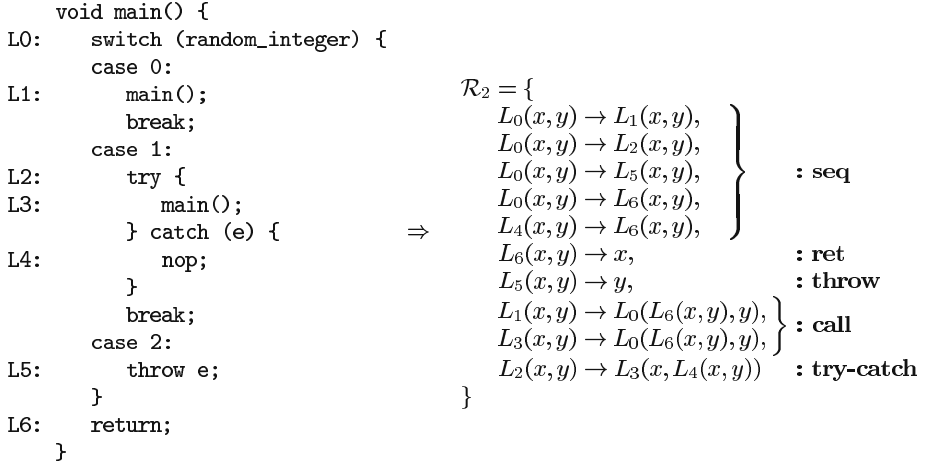 void main() {
L0: switch (random_integer) {
case 0:
L1: main();
break;
case 1:
L2: try {
L3: main();
} catch (e) {
L4: nop;
}
break;
case 2:
L5: throw e;
}
L6: return;
}
⇒
R₂ = {
L₀(x, y) → L₁(x, y),
L₀(x, y) → L₂(x, y),
L₀(x, y) → L₅(x, y),
L₀(x, y) → L₆(x, y),
L₄(x, y) → L₆(x, y),
: seq
L₆(x, y) → x, : ret
L₅(x, y) → y, : throw
L₁(x, y) → L₀(L₆(x, y), y),
L₃(x, y) → L₀(L₆(x, y), y),
: call
L₂(x, y) → L₃(x, L₄(x, y)) : try-catch
}